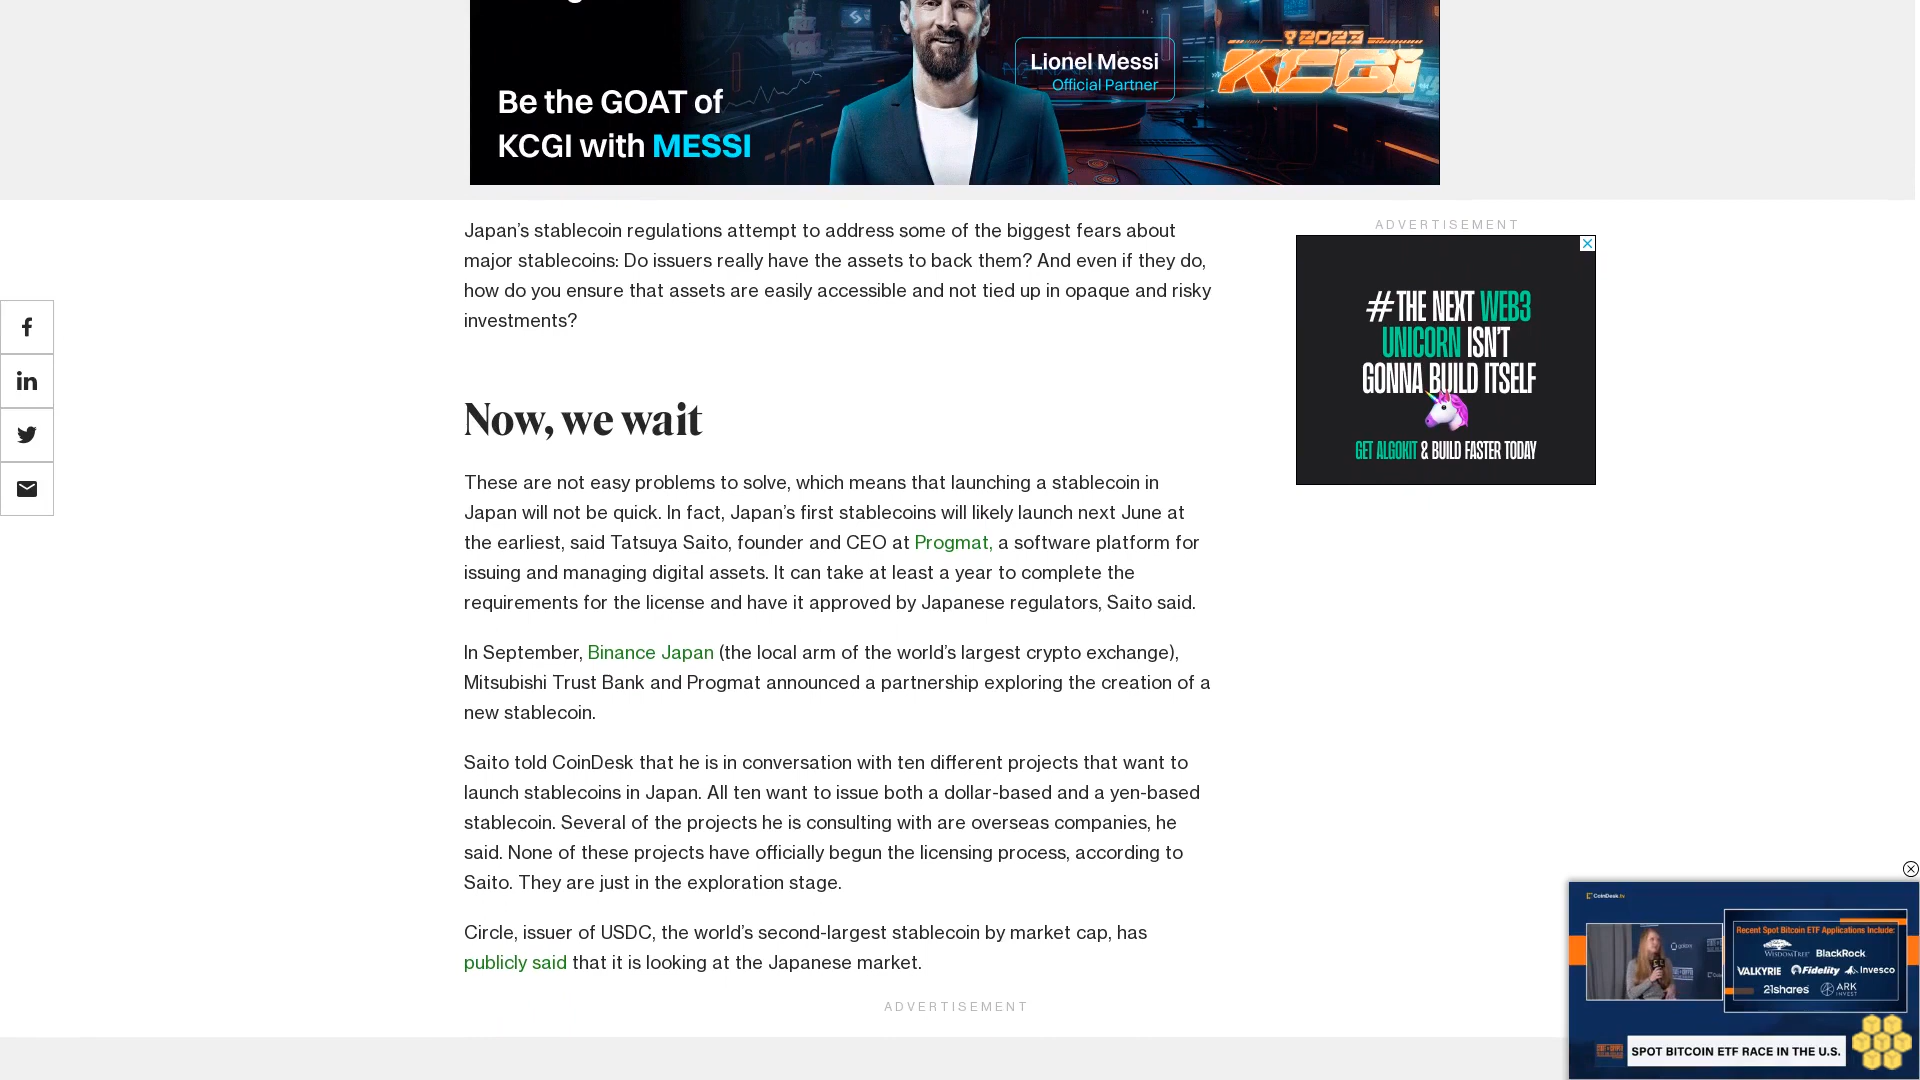 Lionel Messi
Official Partner
Y2023
KCGI
Be the GOAT of
KCGI with MESSI
Japan’s stablecoin regulations attempt to address some of the biggest fears about
major stablecoins: Do issuers really have the assets to back them? And even if they do,
how do you ensure that assets are easily accessible and not tied up in opaque and risky
investments?
ADVERTISEMENT
#THE NEXT WEB3
UNICORN ISN'T
GONNA BUILD ITSELF
GET ALGOKIT & BUILD FASTER TODAY
Now, we wait
These are not easy problems to solve, which means that launching a stablecoin in
Japan will not be quick. In fact, Japan’s first stablecoins will likely launch next June at
the earliest, said Tatsuya Saito, founder and CEO at Progmat, a software platform for
issuing and managing digital assets. It can take at least a year to complete the
requirements for the license and have it approved by Japanese regulators, Saito said.
In September, Binance Japan (the local arm of the world’s largest crypto exchange),
Mitsubishi Trust Bank and Progmat announced a partnership exploring the creation of a
new stablecoin.
Saito told CoinDesk that he is in conversation with ten different projects that want to
launch stablecoins in Japan. All ten want to issue both a dollar-based and a yen-based
stablecoin. Several of the projects he is consulting with are overseas companies, he
said. None of these projects have officially begun the licensing process, according to
Saito. They are just in the exploration stage.
Circle, issuer of USDC, the world’s second-largest stablecoin by market cap, has
publicly said that it is looking at the Japanese market.
ADVERTISEMENT
CoinDesk.tv
Recent Spot Bitcoin ETF Applications Include:
WISDOMTREE BlackRock
VALKYRIE Fidelity Invesco
21shares ARK INVEST
SPOT BITCOIN ETF RACE IN THE U.S.